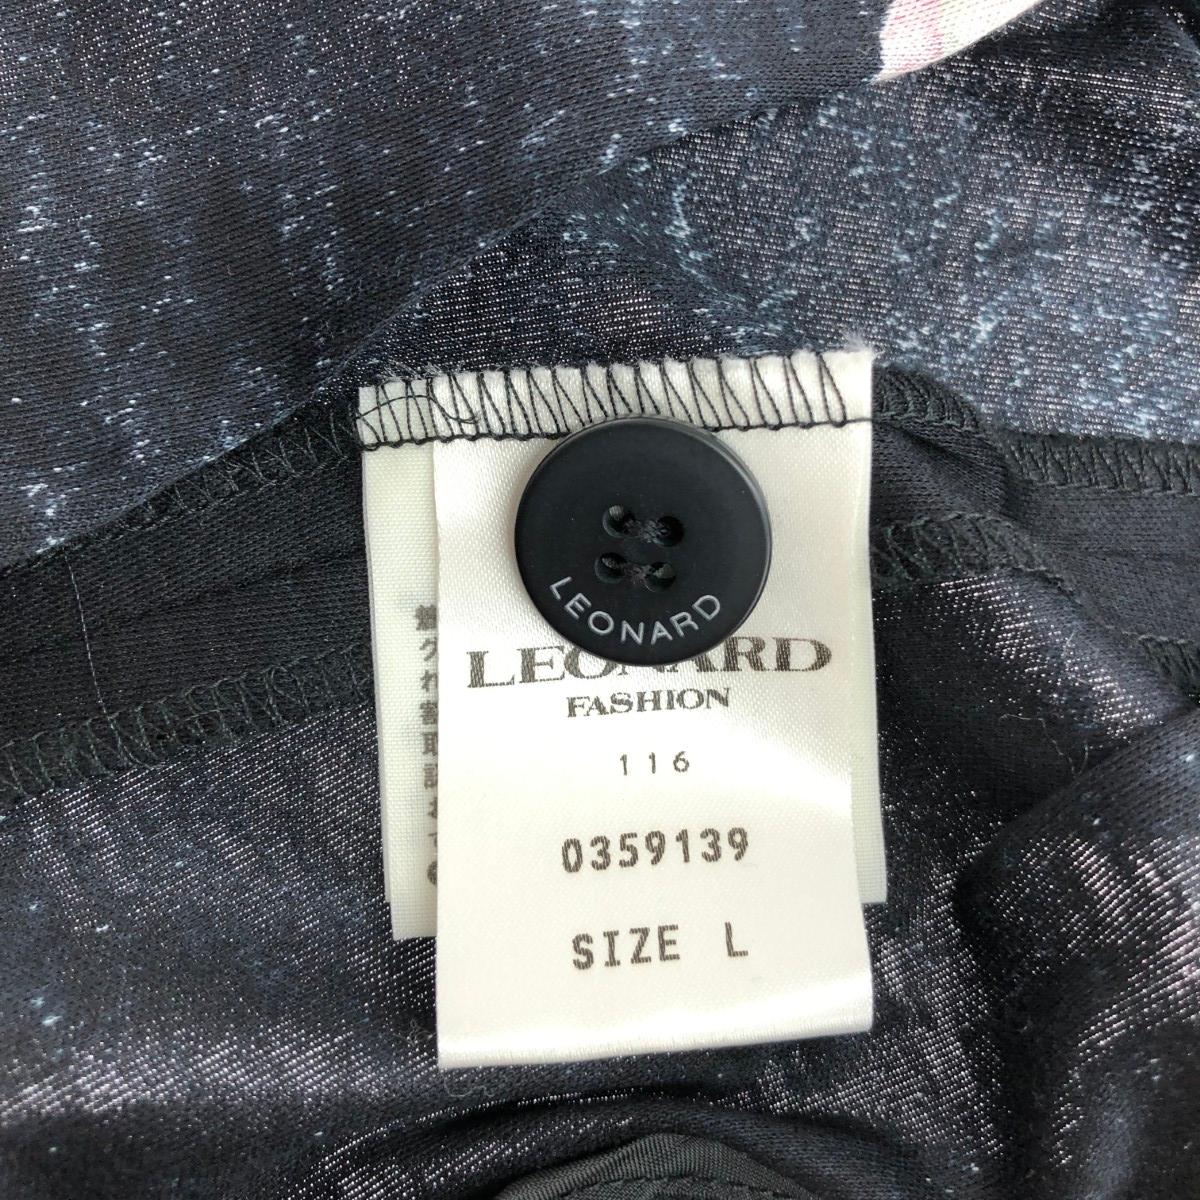 LEONARD
LEONARD
FASHION
116
0359139
SIZE L